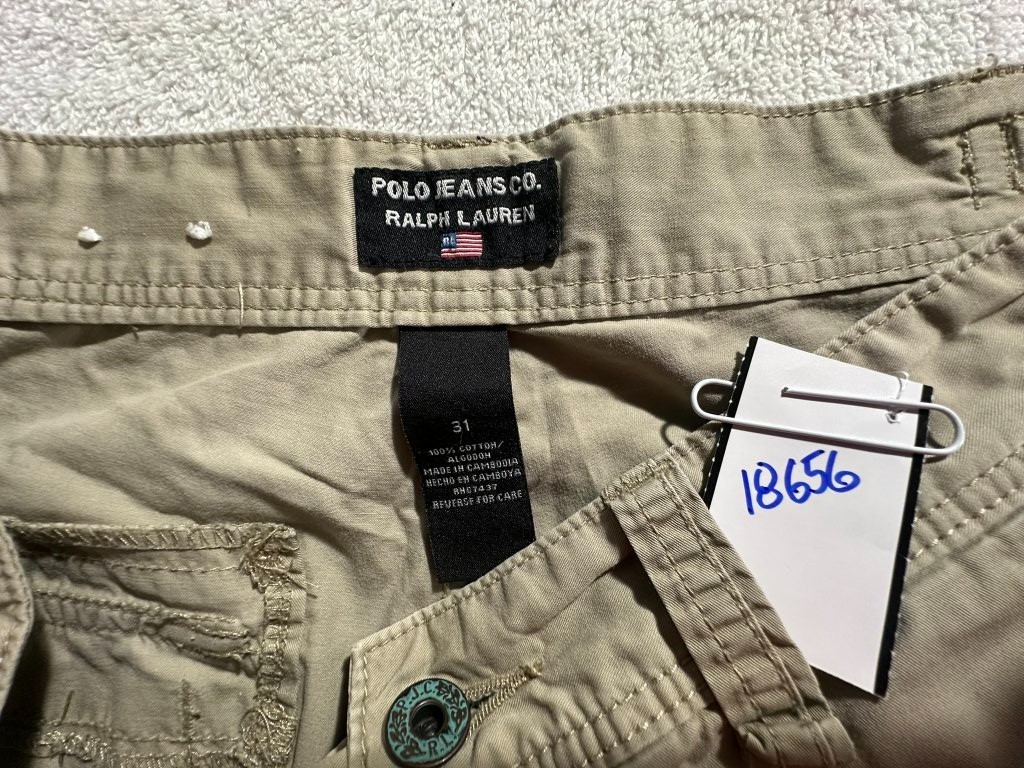 POLO JEANS CO.
RALPH LAUREN
RL
31
100% COTTON/
ALGODON
MADE IN CAMBODIA
HECHO EN CAMBOYA
REVERSE FOR CARE
18656
P.J.C.
R.L.